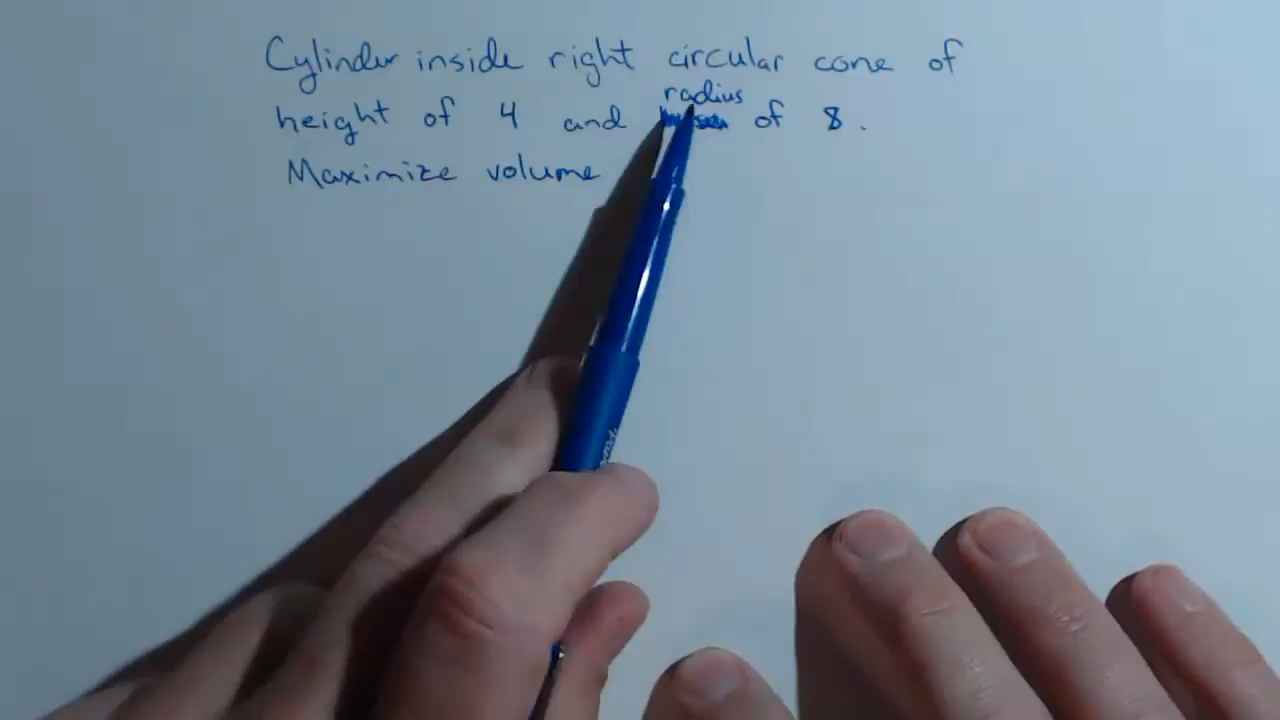 Cylinder inside right circular cone of
radius
height of 4 and of 8.
Maximize volume